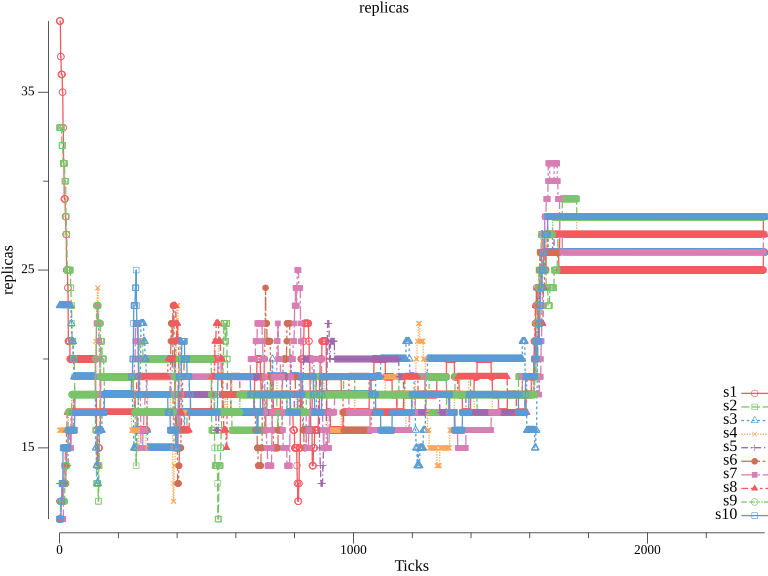 replicas
35
25
15
replicas
0
1000
2000
Ticks
s1
s2
s3
s4
s5
s6
s7
s8
s9
s10